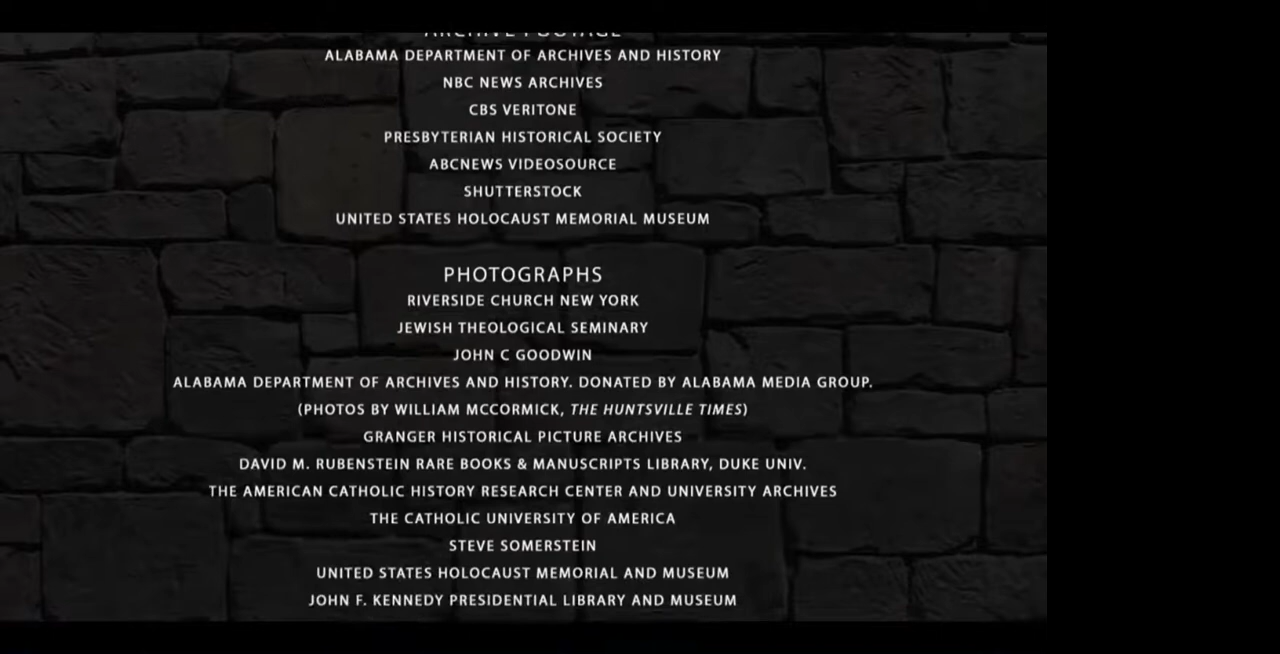 ARCHIVE FOOTAGE
ALABAMA DEPARTMENT OF ARCHIVES AND HISTORY
NBC NEWS ARCHIVES
CBS VERITONE
PRESBYTERIAN HISTORICAL SOCIETY
ABCNEWS VIDEOSOURCE
SHUTTERSTOCK
UNITED STATES HOLOCAUST MEMORIAL MUSEUM
PHOTOGRAPHS
RIVERSIDE CHURCH NEW YORK
JEWISH THEOLOGICAL SEMINARY
JOHN C GOODWIN
ALABAMA DEPARTMENT OF ARCHIVES AND HISTORY. DONATED BY ALABAMA MEDIA GROUP.
(PHOTOS BY WILLIAM MCCORMICK, THE HUNTSVILLE TIMES)
GRANGER HISTORICAL PICTURE ARCHIVES
DAVID M. RUBENSTEIN RARE BOOKS & MANUSCRIPTS LIBRARY, DUKE UNIV.
THE AMERICAN CATHOLIC HISTORY RESEARCH CENTER AND UNIVERSITY ARCHIVES
THE CATHOLIC UNIVERSITY OF AMERICA
STEVE SOMERSTEIN
UNITED STATES HOLOCAUST MEMORIAL AND MUSEUM
JOHN F. KENNEDY PRESIDENTIAL LIBRARY AND MUSEUM